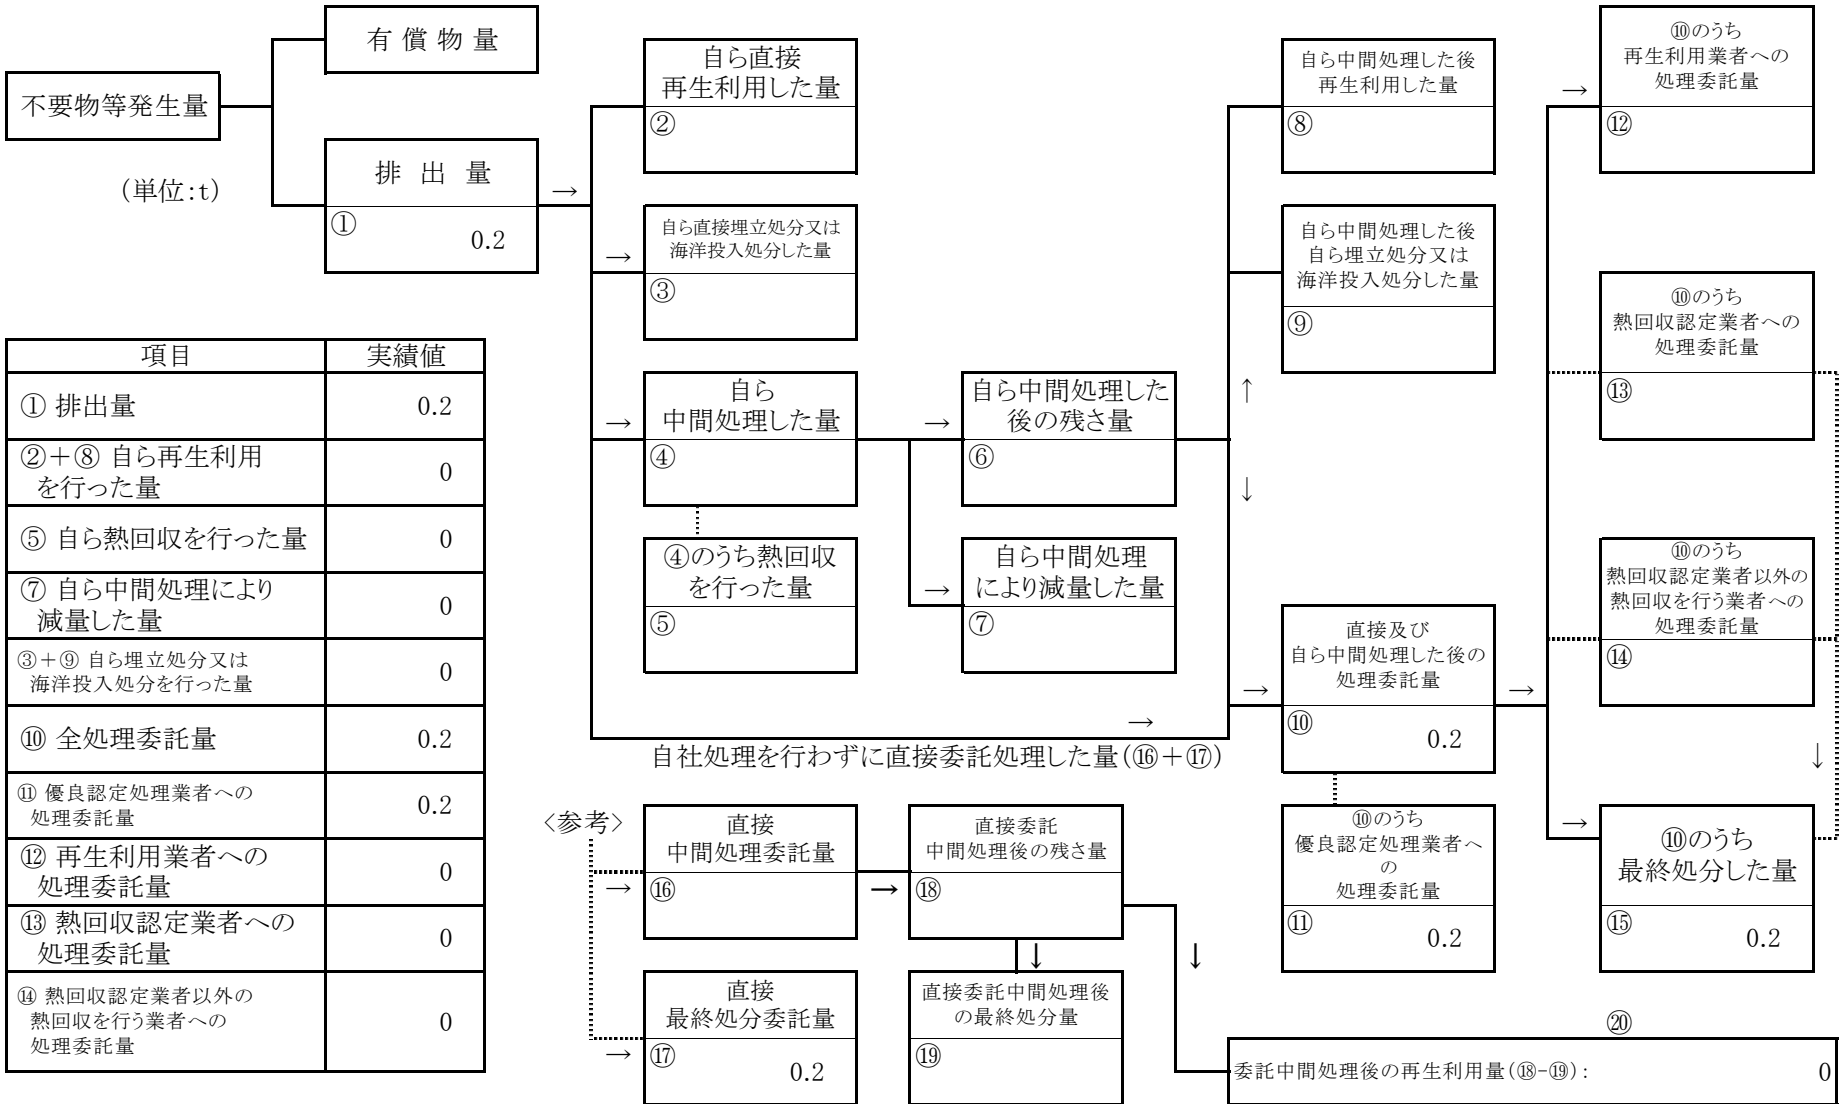 不要物等発生量
(単位:t)
有 償 物 量
排 出 量
①
0.2
→
自ら直接
再生利用した量
②
→
自ら直接埋立処分又は
海洋投入処分した量
③
→
自ら
中間処理した量
④
④のうち熱回収
を行った量
⑤
→
自ら中間処理した
後の残さ量
⑥
→
自ら中間処理
により減量した量
⑦
↑
↓
自ら中間処理した後
再生利用した量
⑧
自ら中間処理した後
自ら埋立処分又は
海洋投入処分した量
⑨
→
自社処理を行わずに直接委託処理した量(⑯+⑰)
→
直接及び
自ら中間処理した後の
処理委託量
⑩
0.2
⑩のうち
優良認定処理業者へ
の
処理委託量
⑪
0.2
→
→
⑩のうち
再生利用業者への
処理委託量
⑫
⑩のうち
熱回収認定業者への
処理委託量
⑬
⑩のうち
熱回収認定業者以外の
熱回収を行う業者への
処理委託量
⑭
↓
→
⑩のうち
最終処分した量
⑮
0.2
項目 実績値
① 排出量 0.2
②+⑧ 自ら再生利用
を行った量 0
⑤ 自ら熱回収を行った量 0
⑦ 自ら中間処理により
減量した量 0
③+⑨ 自ら埋立処分又は
海洋投入処分を行った量 0
⑩ 全処理委託量 0.2
⑪ 優良認定処理業者への
処理委託量 0.2
⑫ 再生利用業者への
処理委託量 0
⑬ 熱回収認定業者への
処理委託量 0
⑭ 熱回収認定業者以外の
熱回収を行う業者への
処理委託量 0
<参考>
→
直接
中間処理委託量
⑯
→
直接委託
中間処理後の残さ量
⑱
↓
↓
→
直接
最終処分委託量
⑰
0.2
直接委託中間処理後
の最終処分量
⑲
⑳
委託中間処理後の再生利用量(⑱-⑲): 0